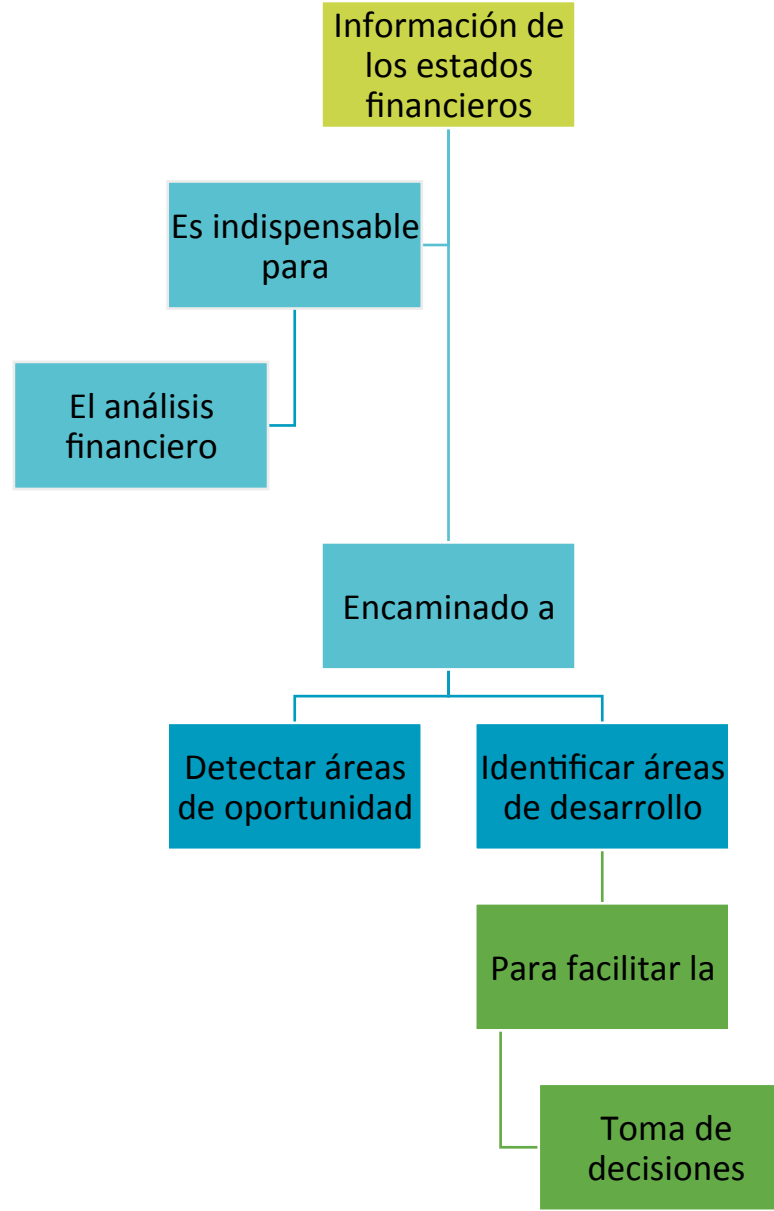 Información de
los estados
financieros
Es indispensable
para
El análisis
financiero
Encaminado a
Detectar áreas
de oportunidad
Identificar áreas
de desarrollo
Para facilitar la
Toma de
decisiones